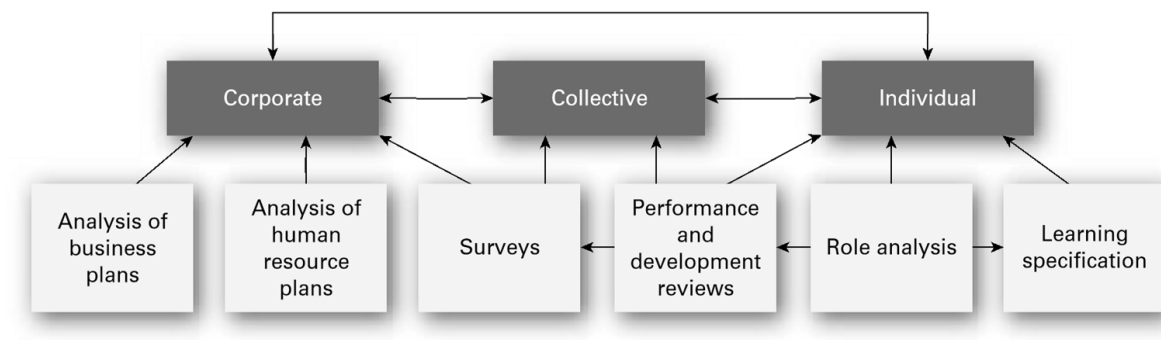 Corporate
Collective
Individual
Analysis of
business
plans
Analysis of
human
resource
plans
Surveys
Performance
and
development
reviews
Role analysis
Learning
specification